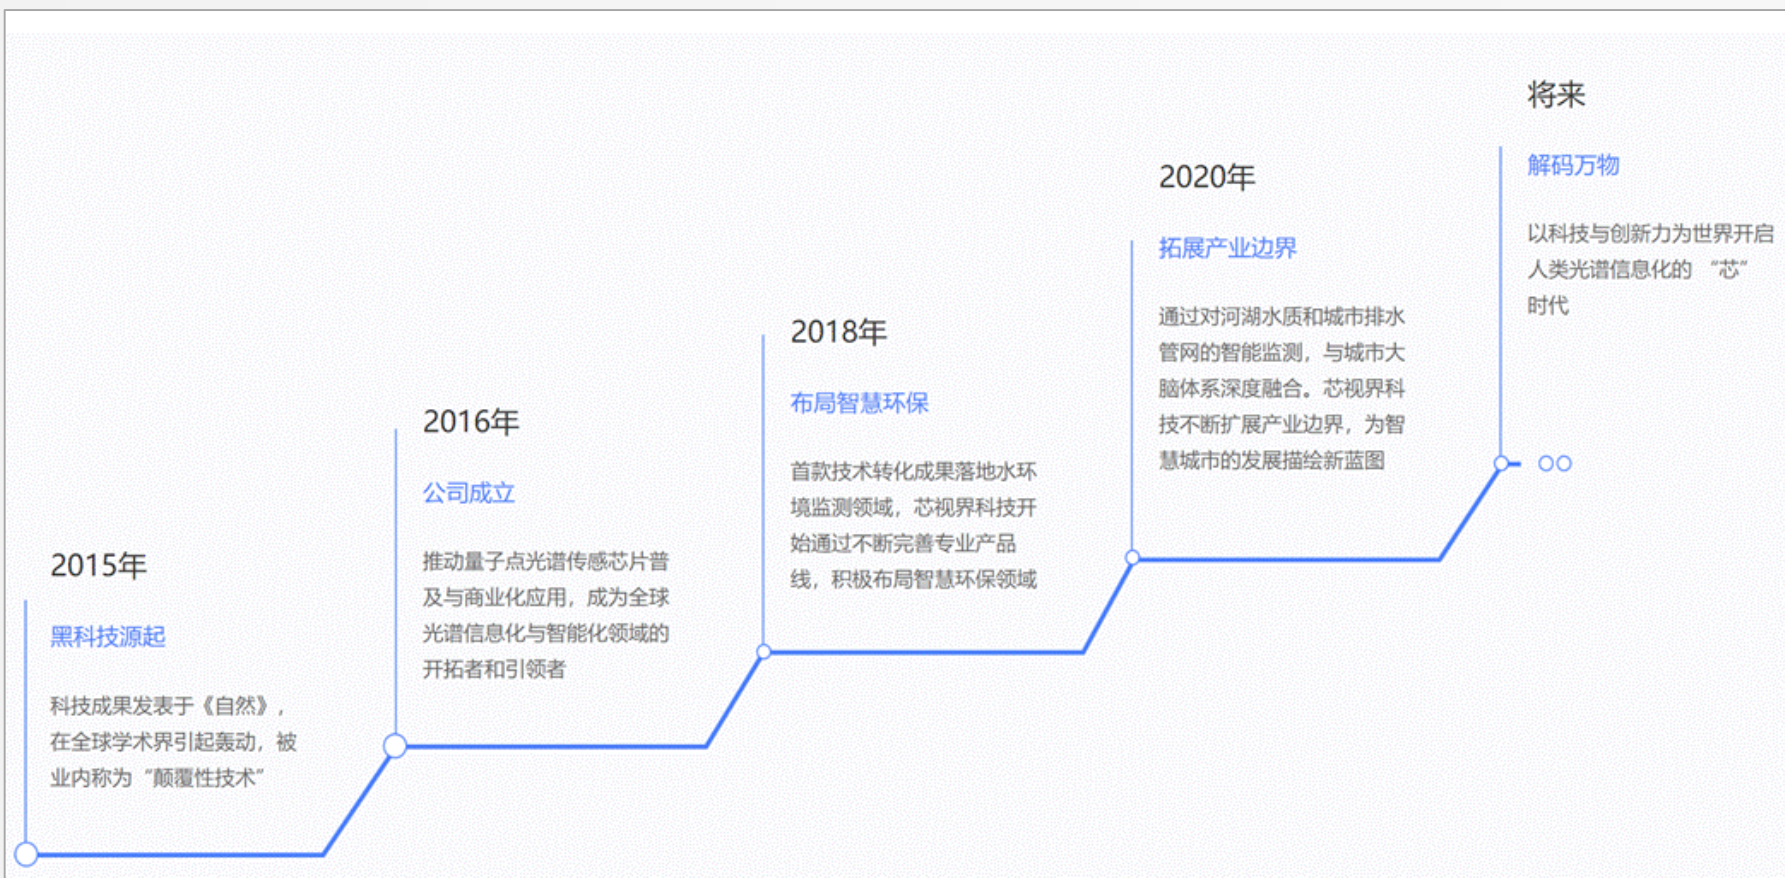 2015年
黑科技源起
科技成果发表于《自然》，
在全球学术界引起轰动，被
业内称为“颠覆性技术”
2016年
公司成立
推动量子点光谱传感芯片普
及与商业化应用，成为全球
光谱信息化与智能化领域的
开拓者和引领者
2018年
布局智慧环保
首款技术转化成果落地水环
境监测领域，芯视界科技开
始通过不断完善专业产品
线，积极布局智慧环保领域
2020年
拓展产业边界
通过对河湖水质和城市排水
管网的智能监测，与城市大
脑体系深度融合。芯视界科
技不断扩展产业边界，为智
慧城市的发展描绘新蓝图
将来
解码万物
以科技与创新力为世界开启
人类光谱信息化的 “芯”
时代